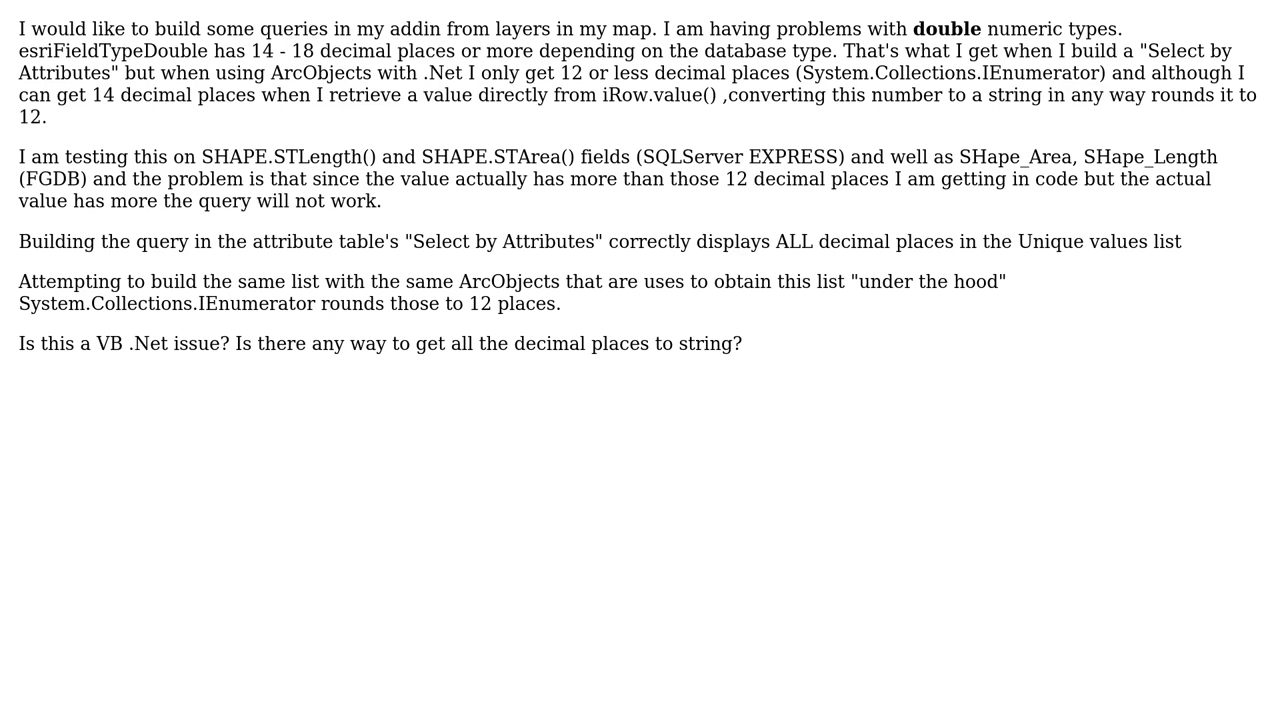 I would like to build some queries in my addin from layers in my map. I am having problems with double numeric types.
esriFieldTypeDouble has 14 - 18 decimal places or more depending on the database type. That's what I get when I build a "Select by
Attributes" but when using ArcObjects with .Net I only get 12 or less decimal places (System.Collections.IEnumerator) and although I
can get 14 decimal places when I retrieve a value directly from iRow.value() ,converting this number to a string in any way rounds it to
12.
I am testing this on SHAPE.STLength() and SHAPE.STArea() fields (SQLServer EXPRESS) and well as SHape_Area, SHape_Length
(FGDB) and the problem is that since the value actually has more than those 12 decimal places I am getting in code but the actual
value has more the query will not work.
Building the query in the attribute table's "Select by Attributes" correctly displays ALL decimal places in the Unique values list
Attempting to build the same list with the same ArcObjects that are uses to obtain this list "under the hood"
System.Collections.IEnumerator rounds those to 12 places.
Is this a VB .Net issue? Is there any way to get all the decimal places to string?